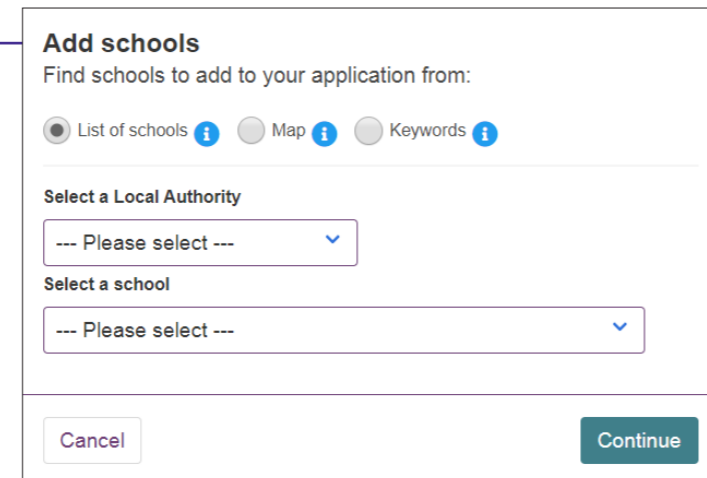 Add schools
Find schools to add to your application from:
List of schools i Map i Keywords i
Select a Local Authority
--- Please select ---
Select a school
--- Please select ---
Cancel Continue